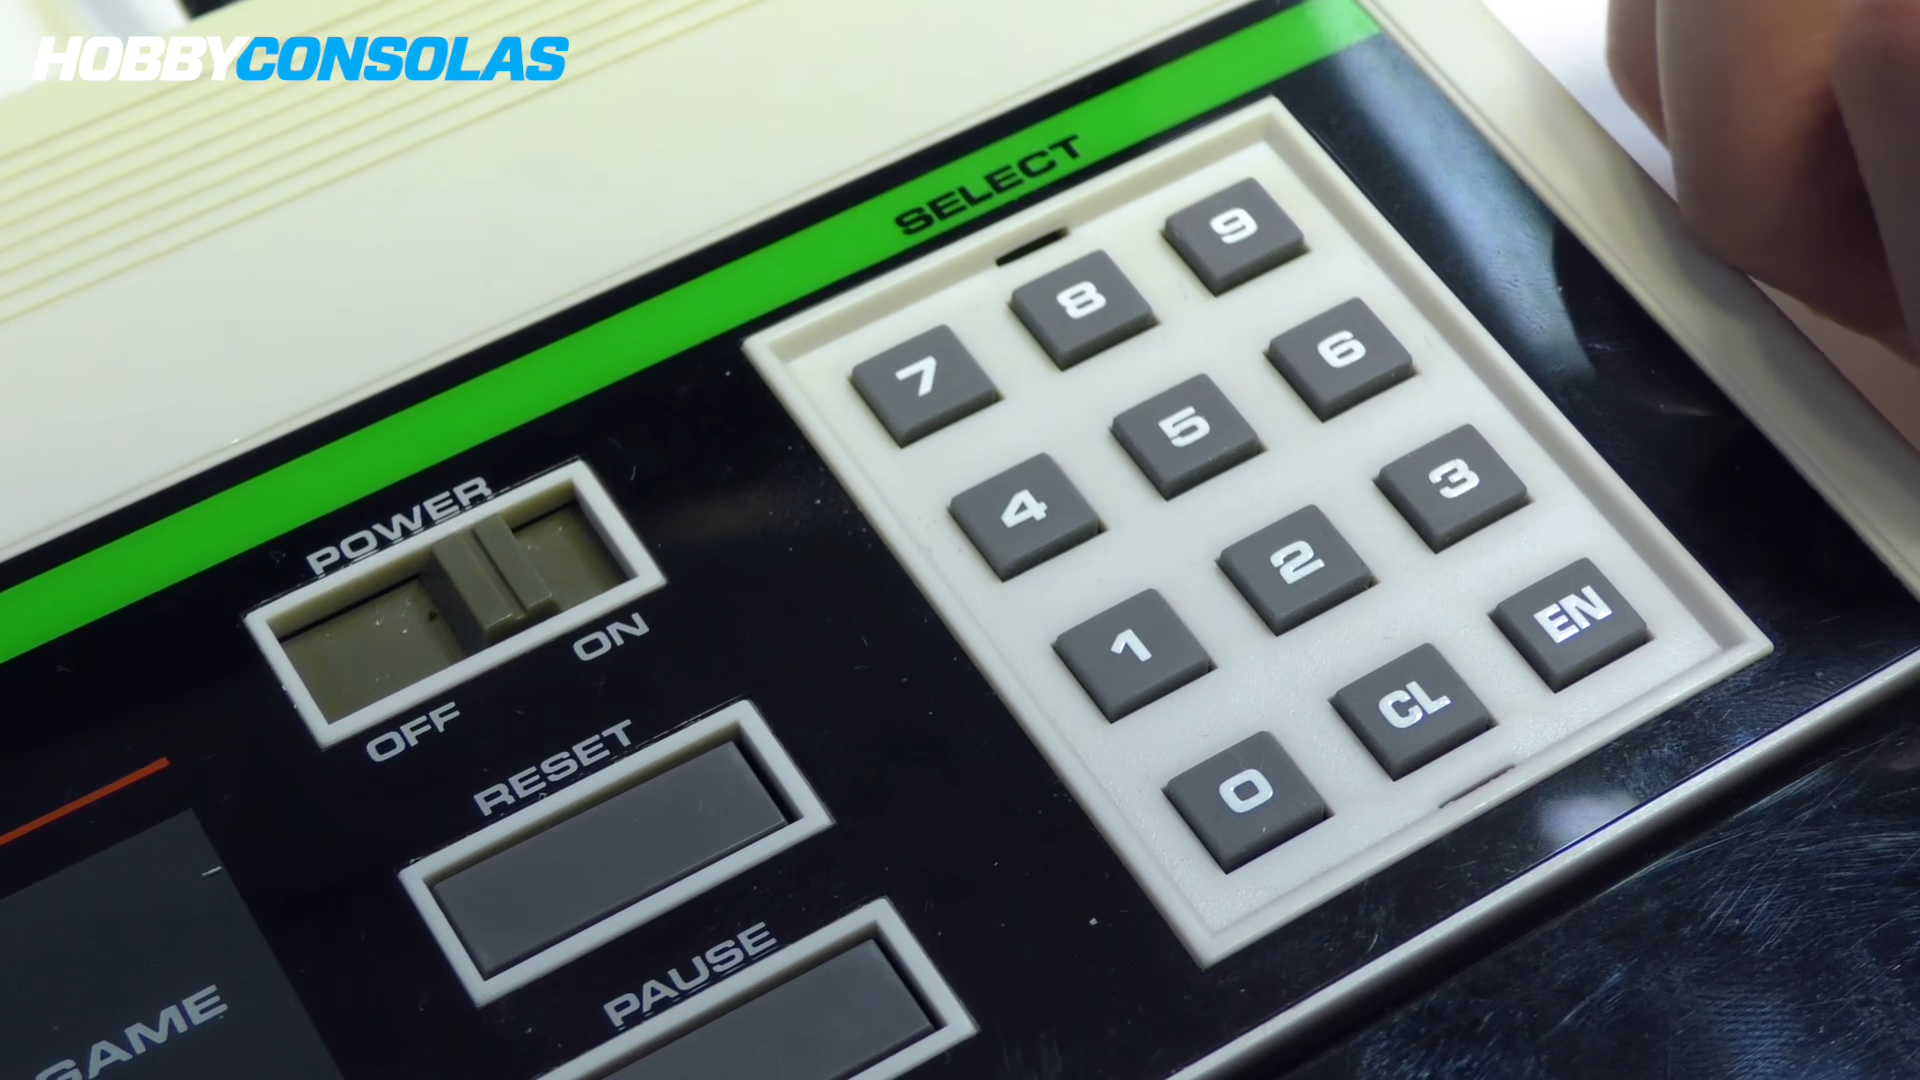 HOBBYCONSOLAS
SELECT
7 8 9
4 5 6
1 2 3
0 CL EN
POWER
OFF ON
RESET
PAUSE
GAME